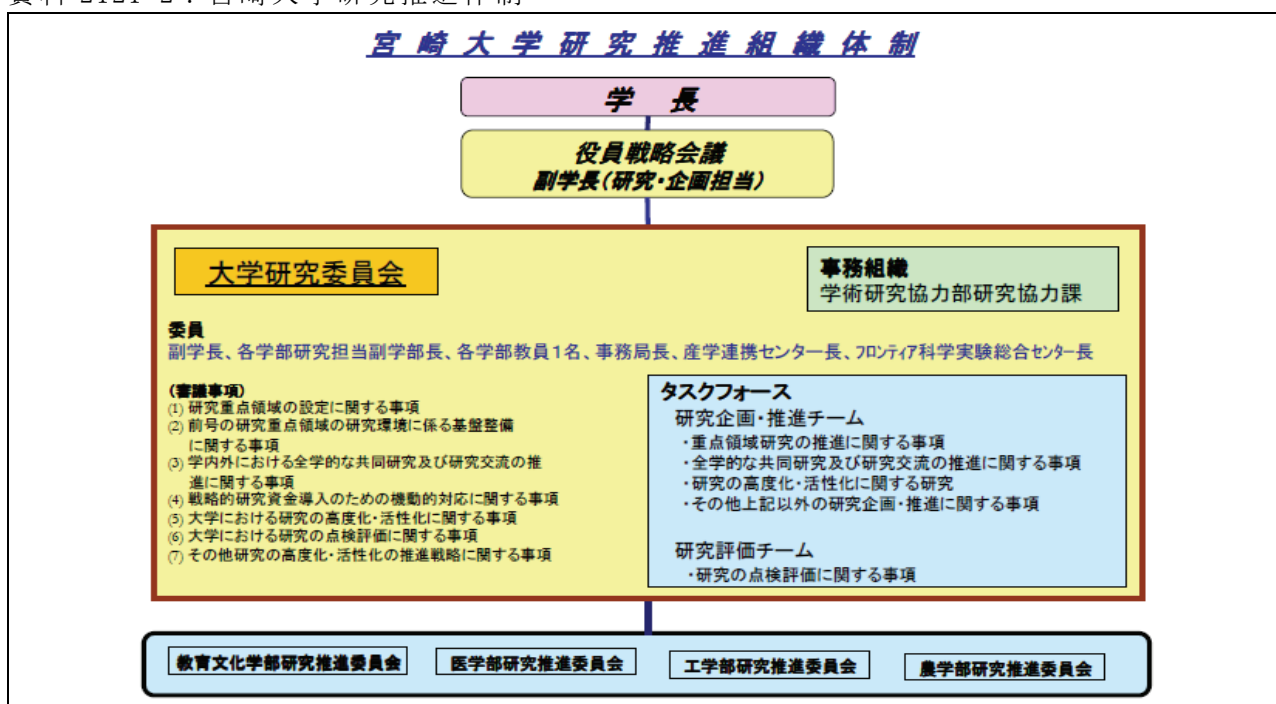 宮崎大学研究推進組織体制
学 長
役員戦略会議
副学長(研究・企画担当)
大学研究委員会
事務組織
学術研究協力部研究協力課
委員
副学長、各学部研究担当副学部長、各学部教員1名、事務局長、産学連携センター長、フロンティア科学実験総合センター長
(審議事項)
(1) 研究重点領域の設定に関する事項
(2) 前号の研究重点領域の研究環境に係る基盤整備
に関する事項
(3) 学内外における全学的な共同研究及び研究交流の推
進に関する事項
(4) 戦略的研究資金導入のための機動的対応に関する事項
(5) 大学における研究の高度化・活性化に関する事項
(6) 大学における研究の点検評価に関する事項
(7) その他研究の高度化・活性化の推進戦略に関する事項
タスクフォース
研究企画・推進チーム
・重点領域研究の推進に関する事項
・全学的な共同研究及び研究交流の推進に関する事項
・研究の高度化・活性化に関する研究
・その他上記以外の研究企画・推進に関する事項
研究評価チーム
・研究の点検評価に関する事項
教育文化学部研究推進委員会
医学部研究推進委員会
工学部研究推進委員会
農学部研究推進委員会